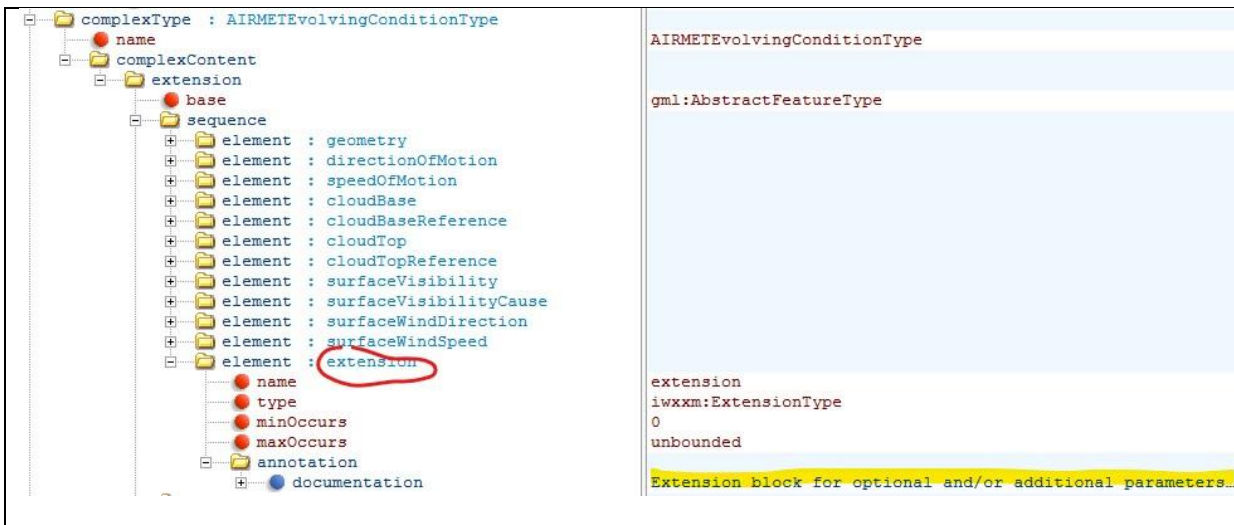 complexType : AIRMETEvolvingConditionType
name AIRMETEvolvingConditionType
complexContent
extension
base gml:AbstractFeatureType
sequence
element : geometry
element : directionOfMotion
element : speedOfMotion
element : cloudBase
element : cloudBaseReference
element : cloudTop
element : cloudTopReference
element : surfaceVisibility
element : surfaceVisibilityCause
element : surfaceWindDirection
element : surfaceWindSpeed
element : extension
name extension
type iwxxm:ExtensionType
minOccurs 0
maxOccurs unbounded
annotation
documentation Extension block for optional and/or additional parameters…